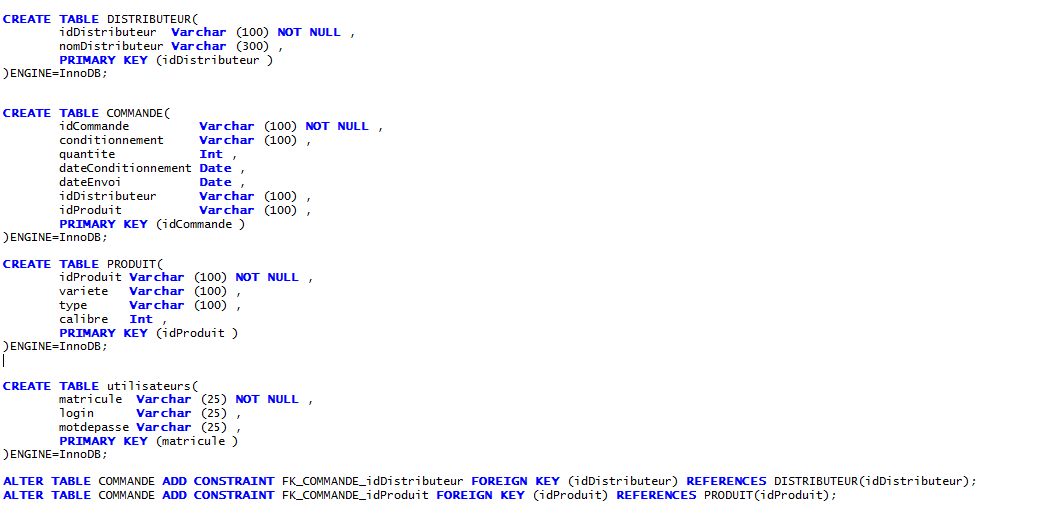 CREATE TABLE DISTRIBUTEUR(
idDistributeur Varchar (100) NOT NULL ,
nomDistributeur Varchar (300) ,
PRIMARY KEY (idDistributeur )
)ENGINE=InnoDB;
CREATE TABLE COMMANDE(
idCommande Varchar (100) NOT NULL ,
conditionnement Varchar (100) ,
quantite Int ,
dateConditionnement Date ,
dateEnvoi Date ,
idDistributeur Varchar (100) ,
idProduit Varchar (100) ,
PRIMARY KEY (idCommande )
)ENGINE=InnoDB;
CREATE TABLE PRODUIT(
idProduit Varchar (100) NOT NULL ,
variete Varchar (100) ,
type Varchar (100) ,
calibre Int ,
PRIMARY KEY (idProduit )
)ENGINE=InnoDB;
CREATE TABLE utilisateurs(
matricule Varchar (25) NOT NULL ,
login Varchar (25) ,
motdepasse Varchar (25) ,
PRIMARY KEY (matricule )
)ENGINE=InnoDB;
ALTER TABLE COMMANDE ADD CONSTRAINT FK_COMMANDE_idDistributeur FOREIGN KEY (idDistributeur) REFERENCES DISTRIBUTEUR(idDistributeur);
ALTER TABLE COMMANDE ADD CONSTRAINT FK_COMMANDE_idProduit FOREIGN KEY (idProduit) REFERENCES PRODUIT(idProduit);